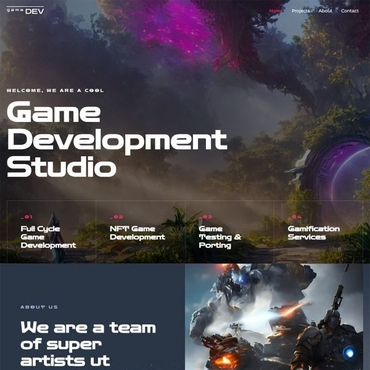 game DEV
Home Projects About Contact
WELCOME, WE ARE A COOL
Game
Development
Studio
_01
Full Cycle
Game
Development
_02
NFT Game
Development
_03
Game
Testing &
Porting
_04
Gamification
Services
ABOUT US
We are a team
of super
artists ut